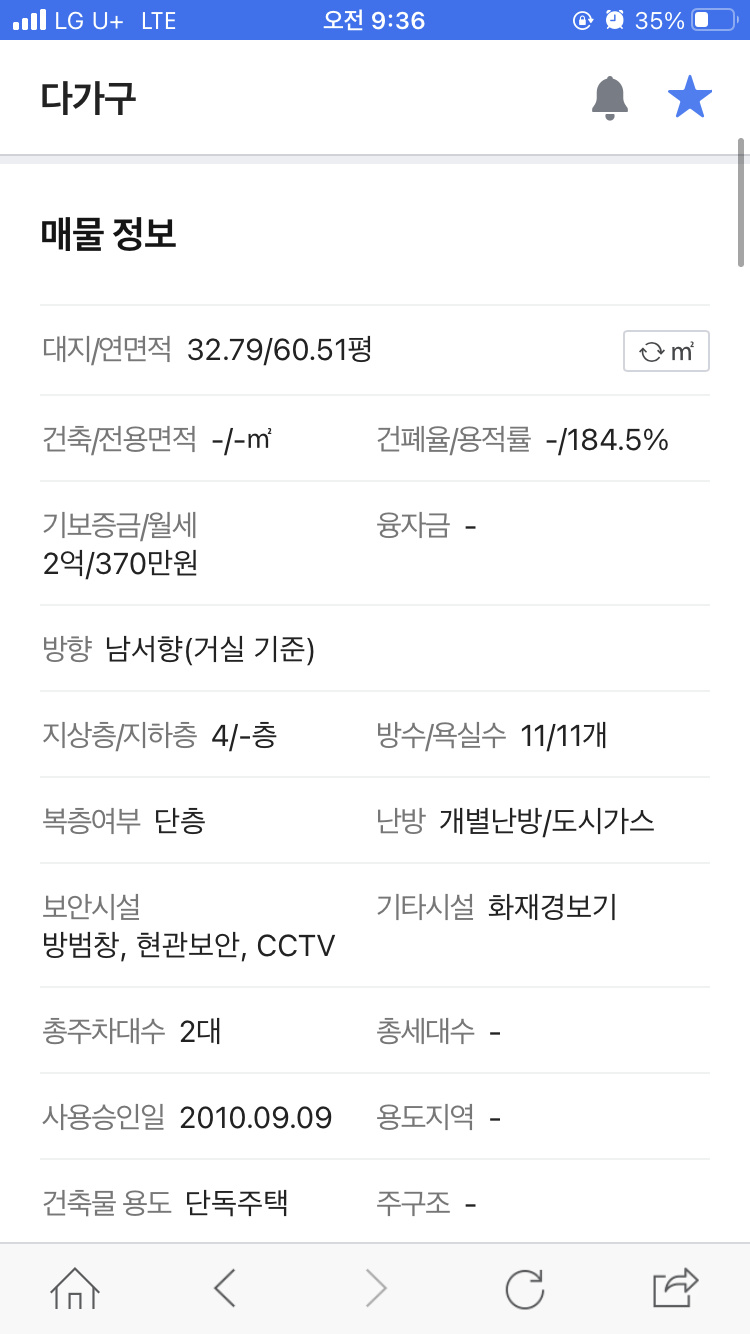 LG U+ LTE 오전 9:36 35%
다가구
매물 정보
대지/연면적 32.79/60.51평 ㎡
건축/전용면적 -/-㎡ 건폐율/용적률 -/184.5%
기보증금/월세 융자금 -
2억/370만원
방향 남서향(거실 기준)
지상층/지하층 4/-층 방수/욕실수 11/11개
복층여부 단층 난방 개별난방/도시가스
보안시설 기타시설 화재경보기
방범창, 현관보안, CCTV
총주차대수 2대 총세대수 -
사용승인일 2010.09.09 용도지역 -
건축물 용도 단독주택 주구조 -